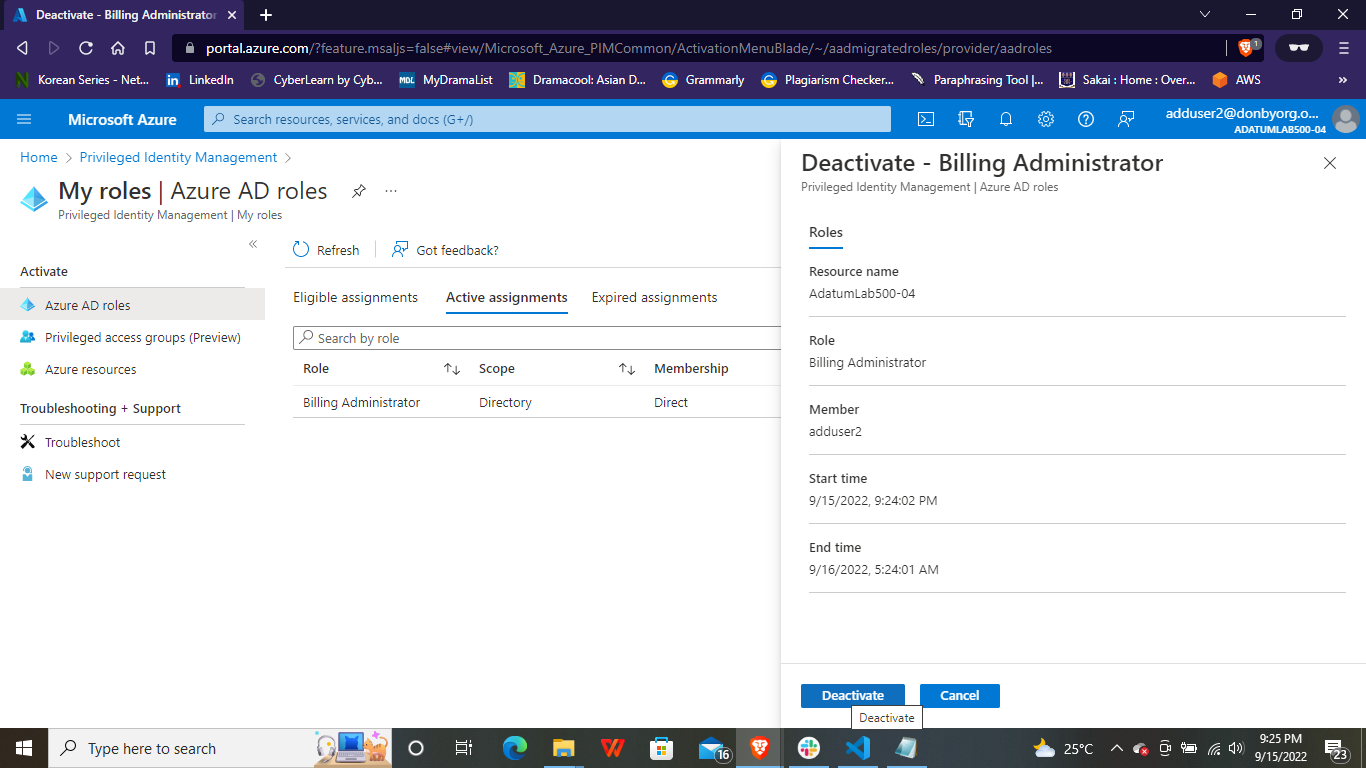 Deactivate - Billing Administrator
portal.azure.com/?feature.msaljs=false#view/Microsoft_Azure_PIMCommon/ActivationMenuBlade/~/aadmigratedroles/provider/aadroles
1
Korean Series - Net...
LinkedIn
CyberLearn by Cyb...
MDL MyDramaList
Dramacool: Asian D...
Grammarly
Plagiarism Checker...
Paraphrasing Tool |...
Sakai : Home : Over...
AWS
Microsoft Azure
Search resources, services, and docs (G+/)
adduser2@donbyorg.o...
ADATUMLAB500-04
Home > Privileged Identity Management >
My roles | Azure AD roles
Privileged Identity Management | My roles
Activate
Azure AD roles
Privileged access groups (Preview)
Azure resources
Troubleshooting + Support
Troubleshoot
New support request
Refresh
Got feedback?
Eligible assignments Active assignments Expired assignments
Search by role
Role Scope Membership
Billing Administrator Directory Direct
Deactivate - Billing Administrator
Privileged Identity Management | Azure AD roles
Roles
Resource name
AdatumLab500-04
Role
Billing Administrator
Member
adduser2
Start time
9/15/2022, 9:24:02 PM
End time
9/16/2022, 5:24:01 AM
Deactivate Cancel
Deactivate
Type here to search
16
25°C
9:25 PM
9/15/2022
23